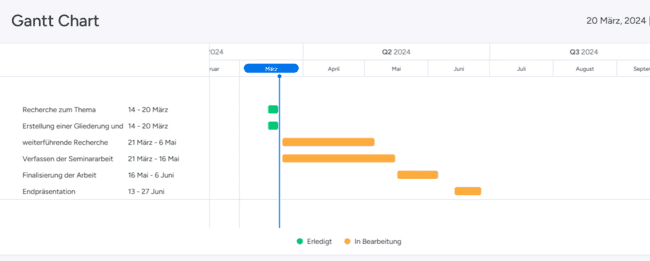 Gantt Chart
20 März, 2024 |
2024 Q2 2024 Q3 2024
uar März April Mai Juni Juli August Septe
Recherche zum Thema 14 - 20 März
Erstellung einer Gliederung und 14 - 20 März
weiterführende Recherche 21 März - 6 Mai
Verfassen der Seminararbeit 21 März - 16 Mai
Finalisierung der Arbeit 16 Mai - 6 Juni
Endpräsentation 13 - 27 Juni
Erledigt In Bearbeitung